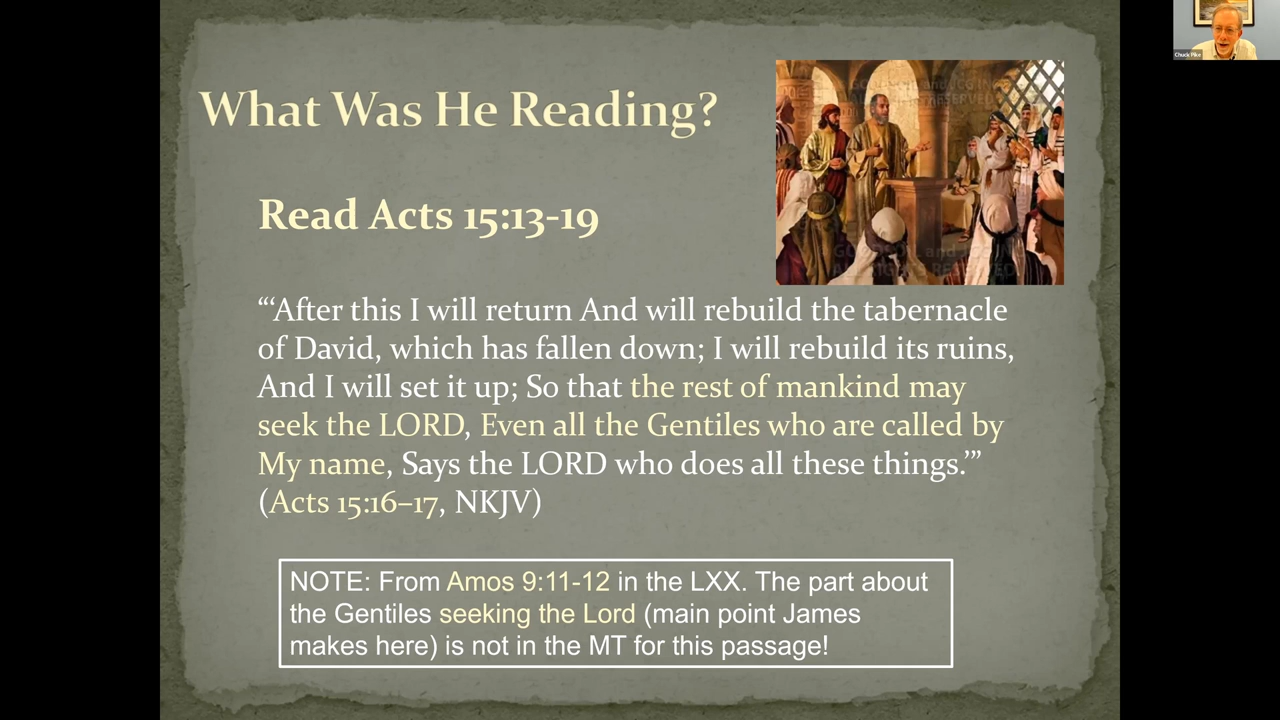 What Was He Reading?
Read Acts 15:13-19
“‘After this I will return And will rebuild the tabernacle
of David, which has fallen down; I will rebuild its ruins,
And I will set it up; So that the rest of mankind may
seek the LORD, Even all the Gentiles who are called by
My name, Says the LORD who does all these things.’”
(Acts 15:16–17, NKJV)
NOTE: From Amos 9:11-12 in the LXX. The part about
the Gentiles seeking the Lord (main point James
makes here) is not in the MT for this passage!
Chuck Pike